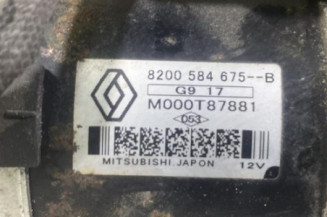 8200 584 675--B
G9 17
M000T87881
D53
MITSUBISHI.JAPON 12V